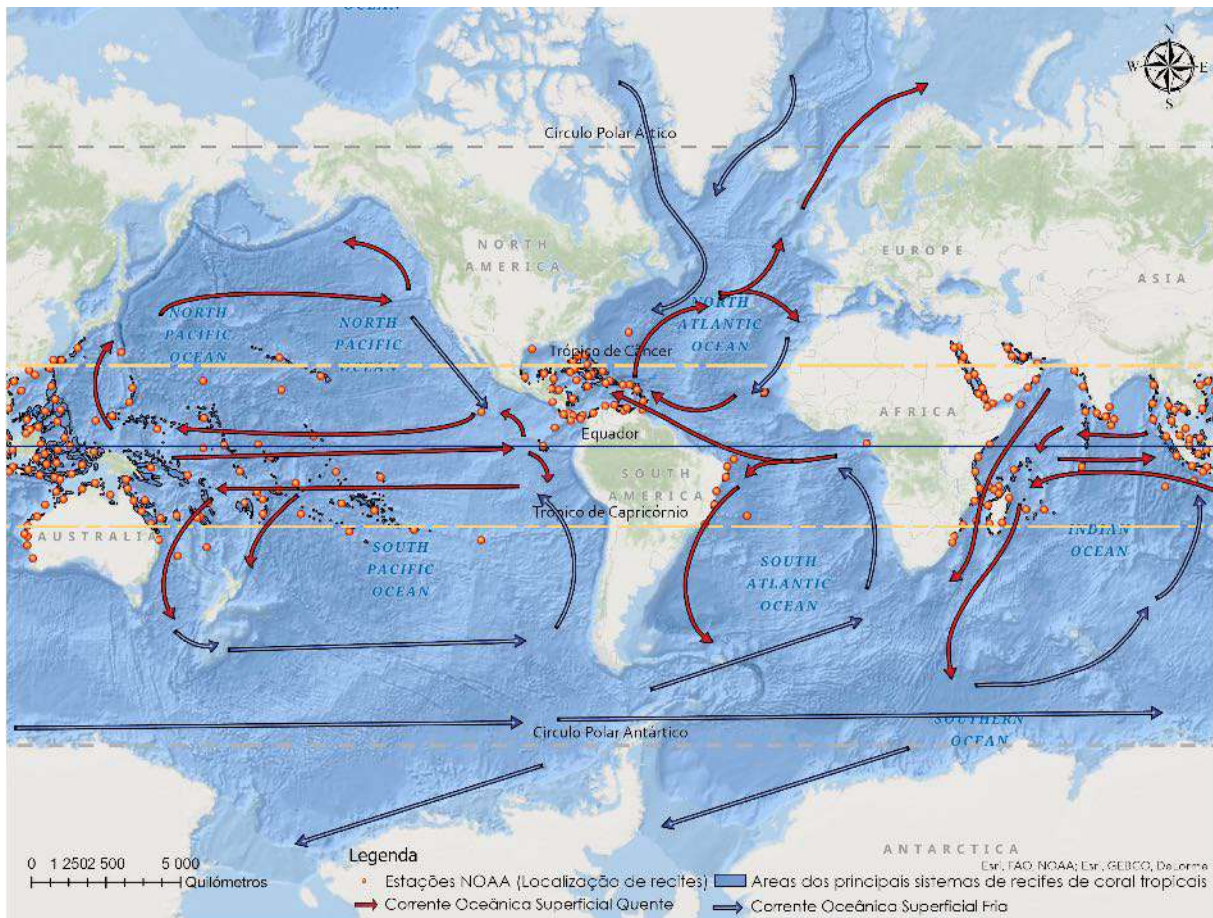 N
W
E
S
Círculo Polar Ártico
NORTH
AMERICA
EUROPE
ASIA
NORTH
PACIFIC
OCEAN
NORTH
PACIFIC
NORTH
ATLANTIC
OCEAN
Trópico de Câncer
AFRICA
Equador
SOUTH
AMERICA
Trópico de Capricórnio
AUSTRALIA
SOUTH
PACIFIC
OCEAN
SOUTH
ATLANTIC
OCEAN
INDIAN
OCEAN
Círculo Polar Antártico
SOUTHERN
OCEAN
ANTARCTICA
Esri, FAO, NOAA; Esri, GEBCO, DeLorme
0 1 2502 500 5 000
Quilómetros
Legenda
Estações NOAA (Localização de recifes)
Areas dos principais sistemas de recifes de coral tropicais
Corrente Oceânica Superficial Quente
Corrente Oceânica Superficial Fria